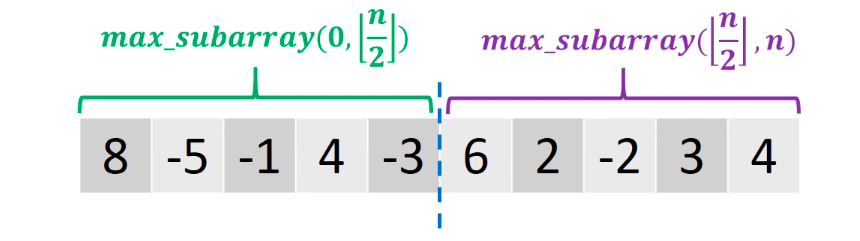 max_subarray(0, ⌊n/2⌋)
max_subarray(⌊n/2⌋, n)
8 -5 -1 4 -3 6 2 -2 3 4